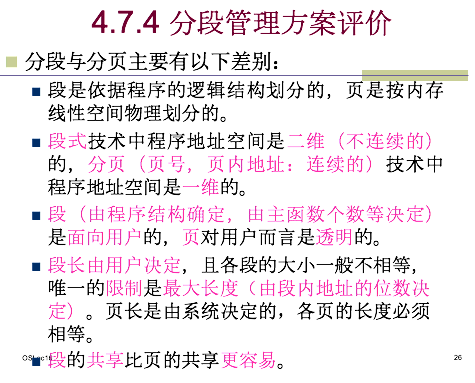 4.7.4 分段管理方案评价
分段与分页主要有以下差别：
段是依据程序的逻辑结构划分的，页是按内存
线性空间物理划分的。
段式技术中程序地址空间是二维（不连续的）
的，分页（页号，页内地址：连续的）技术中
程序地址空间是一维的。
段（由程序结构确定，由主函数个数等决定）
是面向用户的，页对用户而言是透明的。
段长由用户决定，且各段的大小一般不相等，
唯一的限制是最大长度（由段内地址的位数决
定）。页长是由系统决定的，各页的长度必须
相等。
段的共享比页的共享更容易。
26